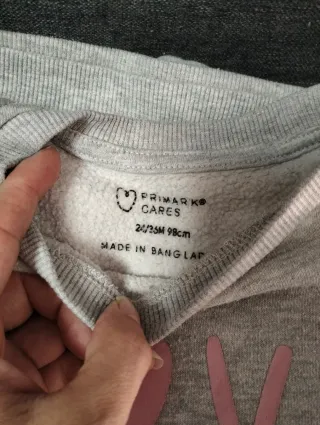 PRIMARK®
CARES
24/36M 98cm
MADE IN BANGLAD